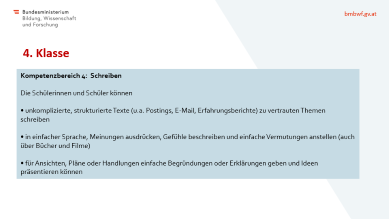 Bundesministerium
Bildung, Wissenschaft
und Forschung
bmbwf.gv.at
4. Klasse
Kompetenzbereich 4: Schreiben
Die Schülerinnen und Schüler können
• unkomplizierte, strukturierte Texte (u.a. Postings, E-Mail, Erfahrungsberichte) zu vertrauten Themen
schreiben
• in einfacher Sprache, Meinungen ausdrücken, Gefühle beschreiben und einfache Vermutungen anstellen (auch
über Bücher und Filme)
• für Ansichten, Pläne oder Handlungen einfache Begründungen oder Erklärungen geben und Ideen
präsentieren können